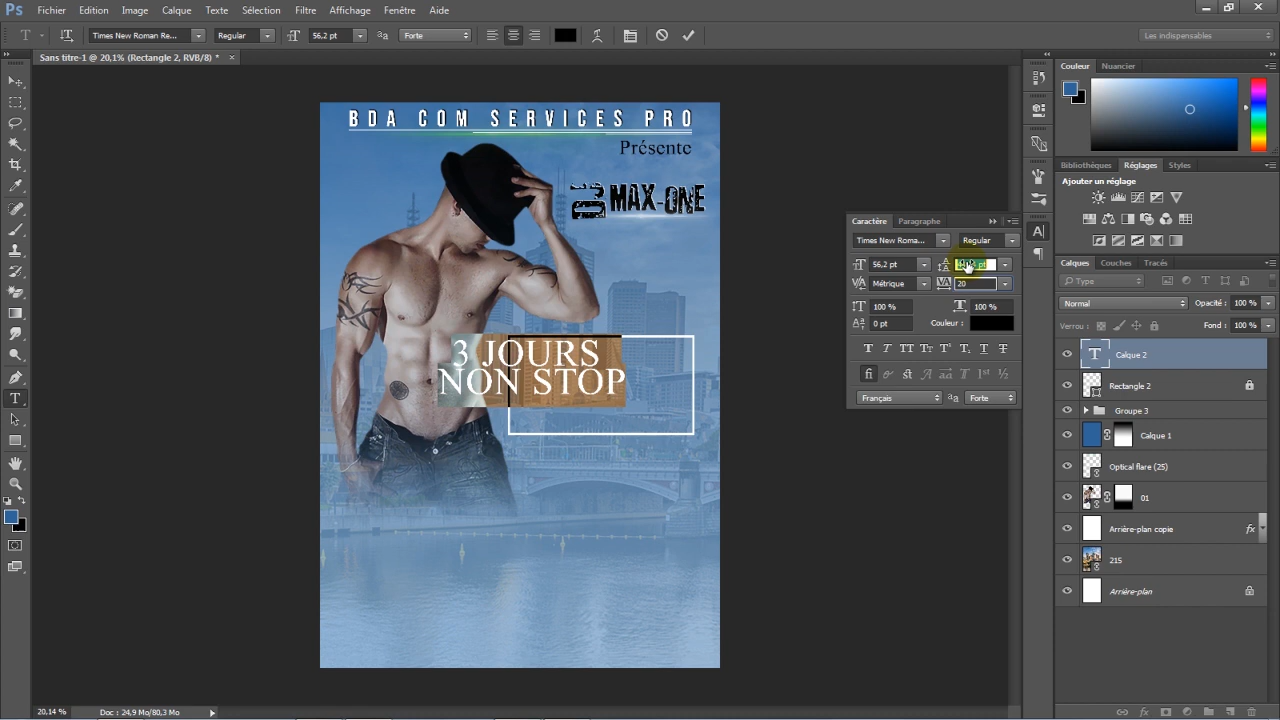 Ps Fichier Edition Image Calque Texte Sélection Filtre Affichage Fenêtre Aide
T Times New Roman Re... Regular 56,2 pt aa Forte Les indispensables
Sans titre-1 @ 20,1% (Rectangle 2, RVB/8) * ×
BDA COM SERVICES PRO
Présente
MAX-ONE
3 JOURS
NON STOP
Caractère Paragraphe
Times New Roma... Regular
56,2 pt
Métrique VA 20
100 % 100 %
0 pt Couleur :
Français aa Forte
Couleur Nuancier
Bibliothèques Réglages Styles
Ajouter un réglage
Calques Couches Tracés
Type
Normal Opacité : 100 %
Verrou : Fond : 100 %
T Calque 2
Rectangle 2
Groupe 3
Calque 1
Optical flare (25)
01
Arrière-plan copie fx
215
Arrière-plan
20,14 % Doc : 24,9 Mo/80,3 Mo